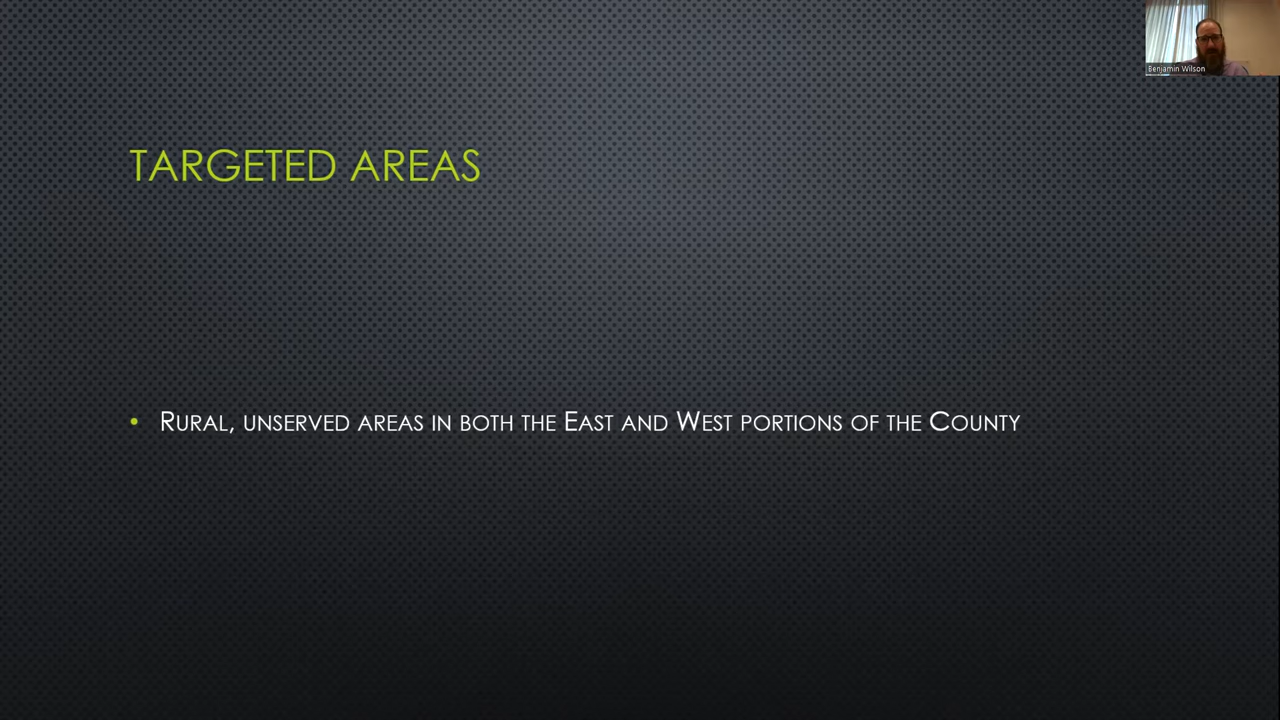 Benjamin Wilson
TARGETED AREAS
• Rural, unserved areas in both the East and West portions of the County